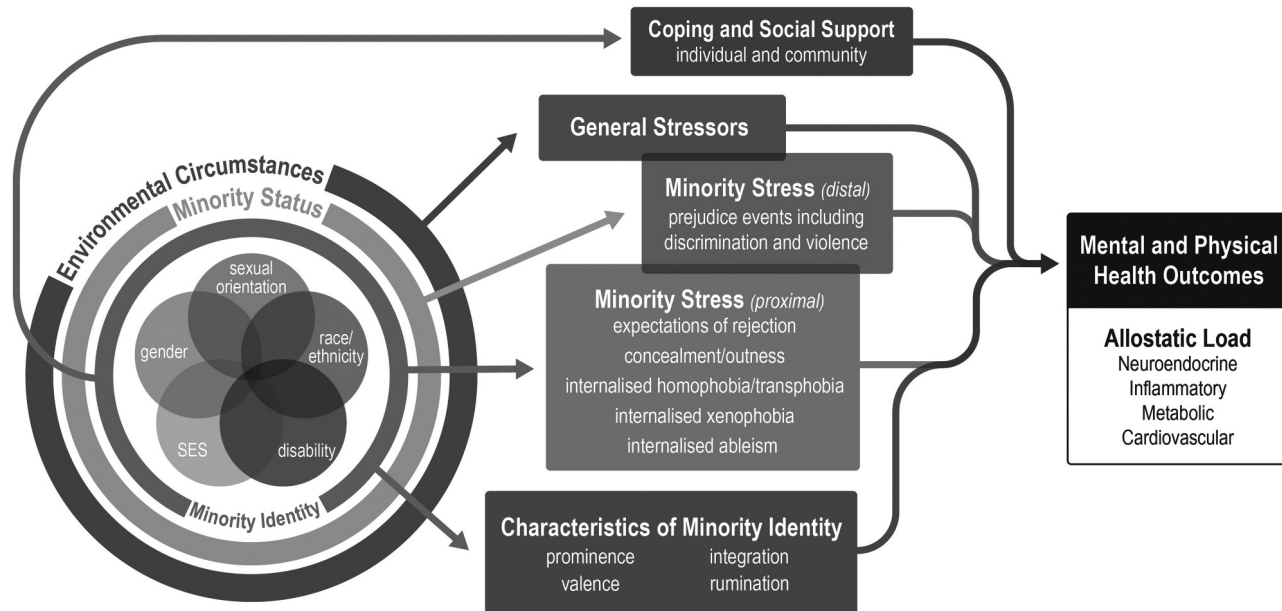 Coping and Social Support
individual and community
General Stressors
Minority Stress (distal)
prejudice events including
discrimination and violence
Minority Stress (proximal)
expectations of rejection
concealment/outness
internalised homophobia/transphobia
internalised xenophobia
internalised ableism
Characteristics of Minority Identity
prominence integration
valence rumination
Environmental Circumstances
Minority Status
Minority Identity
sexual
orientation
gender
race/
ethnicity
SES
disability
Mental and Physical
Health Outcomes
Allostatic Load
Neuroendocrine
Inflammatory
Metabolic
Cardiovascular